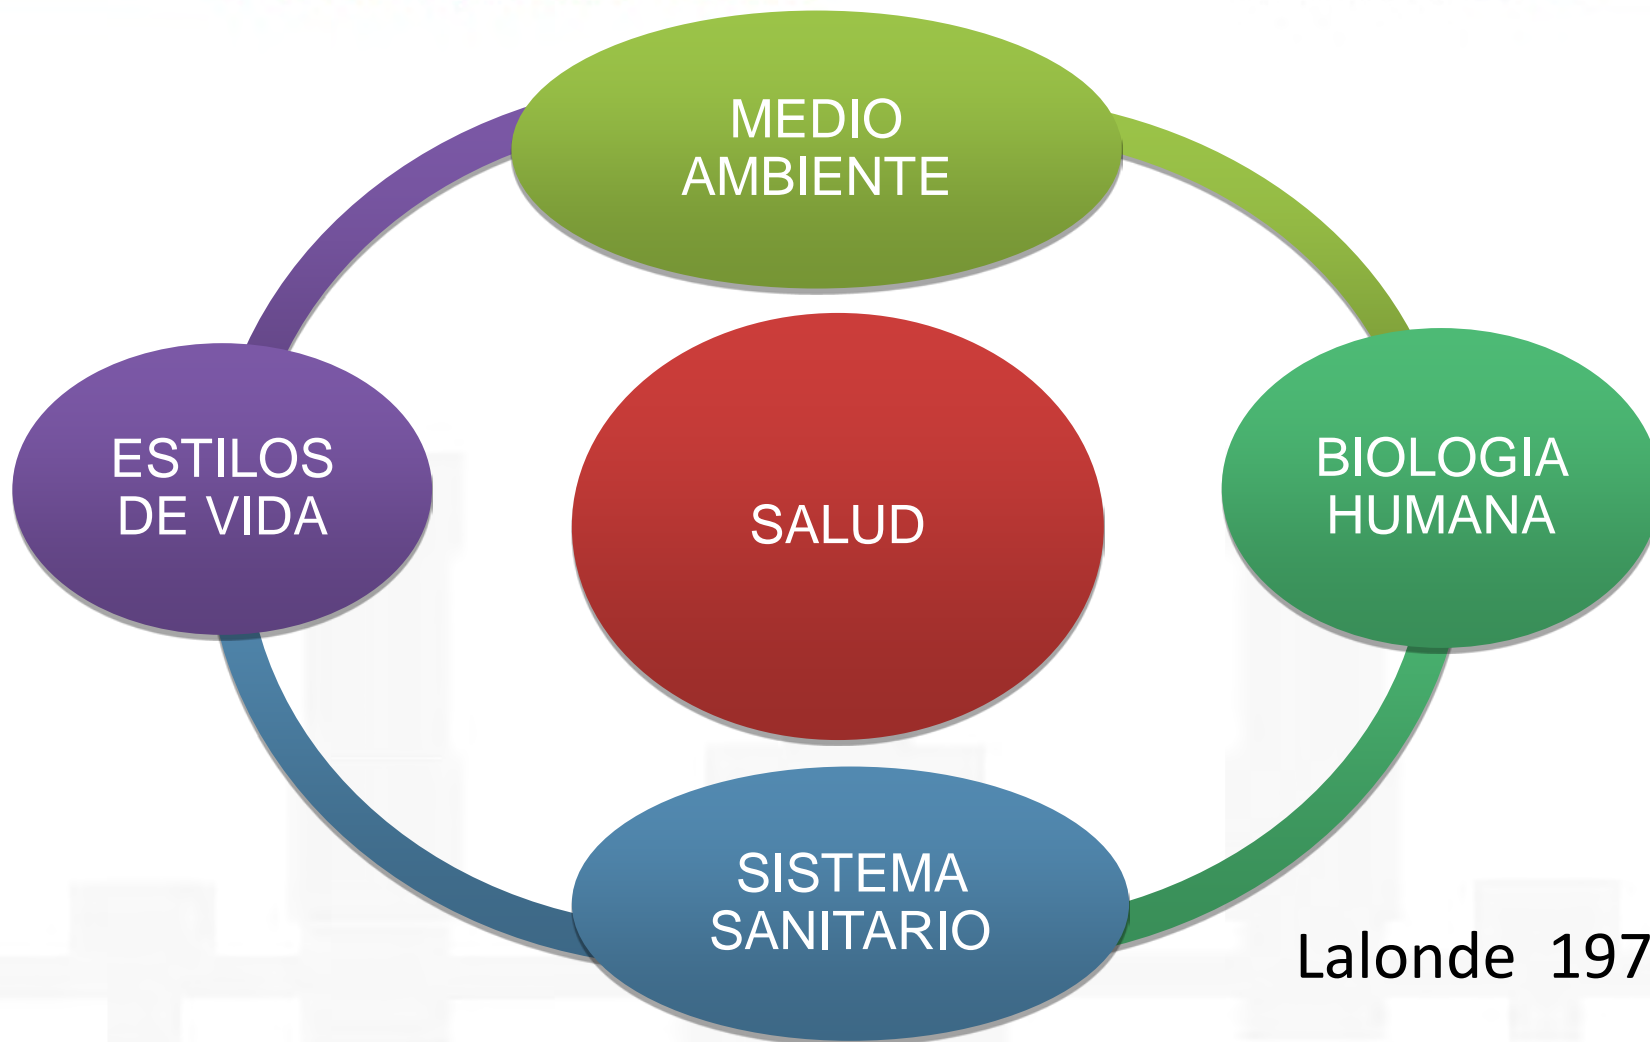 MEDIO
AMBIENTE
ESTILOS
DE VIDA
SALUD
BIOLOGIA
HUMANA
SISTEMA
SANITARIO
Lalonde 197